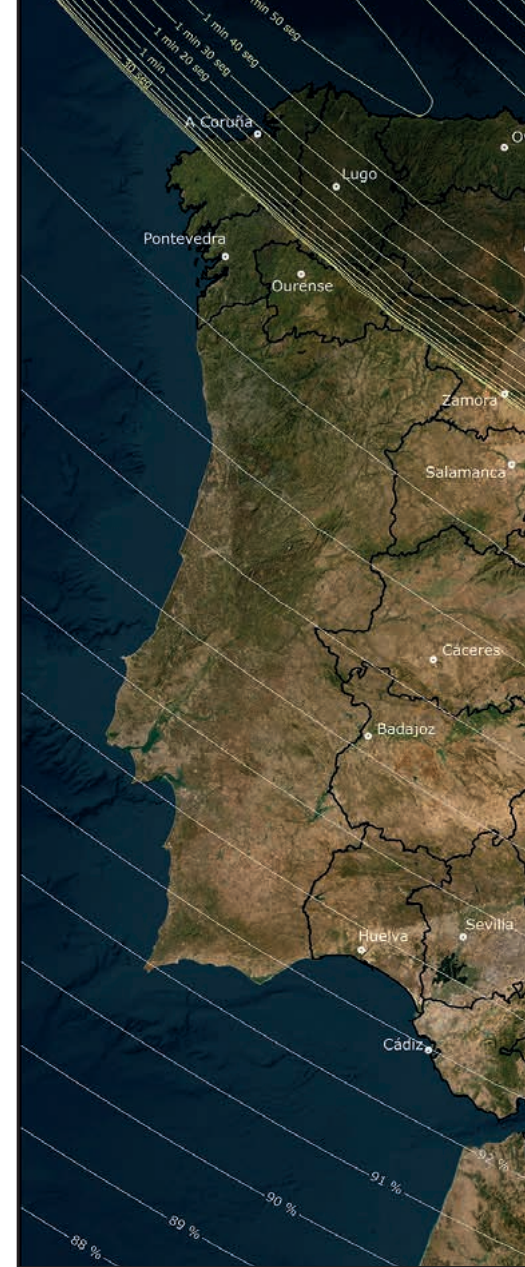 min 50 seg
1 min 40 seg
1 min 30 seg
1 min 20 seg
1 min
30 seg
A Coruña
O
Lugo
Pontevedra
Ourense
Zamora
Salamanca
Cáceres
Badajoz
Sevilla
Huelva
Cádiz
92 %
91 %
90 %
89 %
88 %